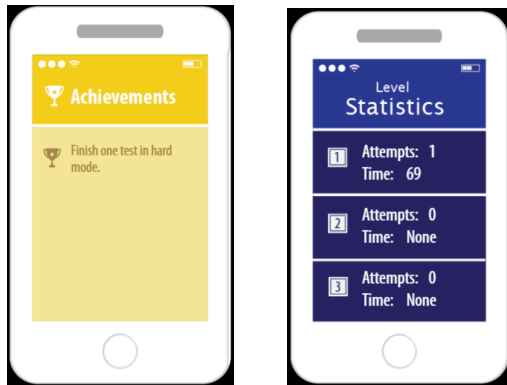 Achievements
Finish one test in hard
mode.
Level
Statistics
1
Attempts: 1
Time: 69
2
Attempts: 0
Time: None
3
Attempts: 0
Time: None